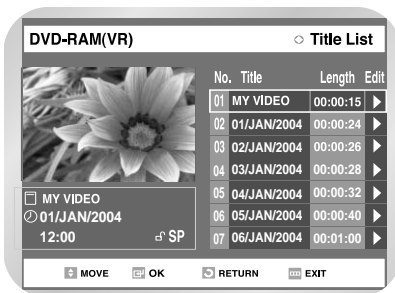 DVD-RAM(VR) Title List
No. Title Length Edit
01 MY VIDEO 00:00:15
02 01/JAN/2004 00:00:24
03 02/JAN/2004 00:00:26
04 03/JAN/2004 00:00:28
05 04/JAN/2004 00:00:32
06 05/JAN/2004 00:00:40
07 06/JAN/2004 00:01:00
MY VIDEO
01/JAN/2004
12:00 SP
MOVE OK RETURN EXIT